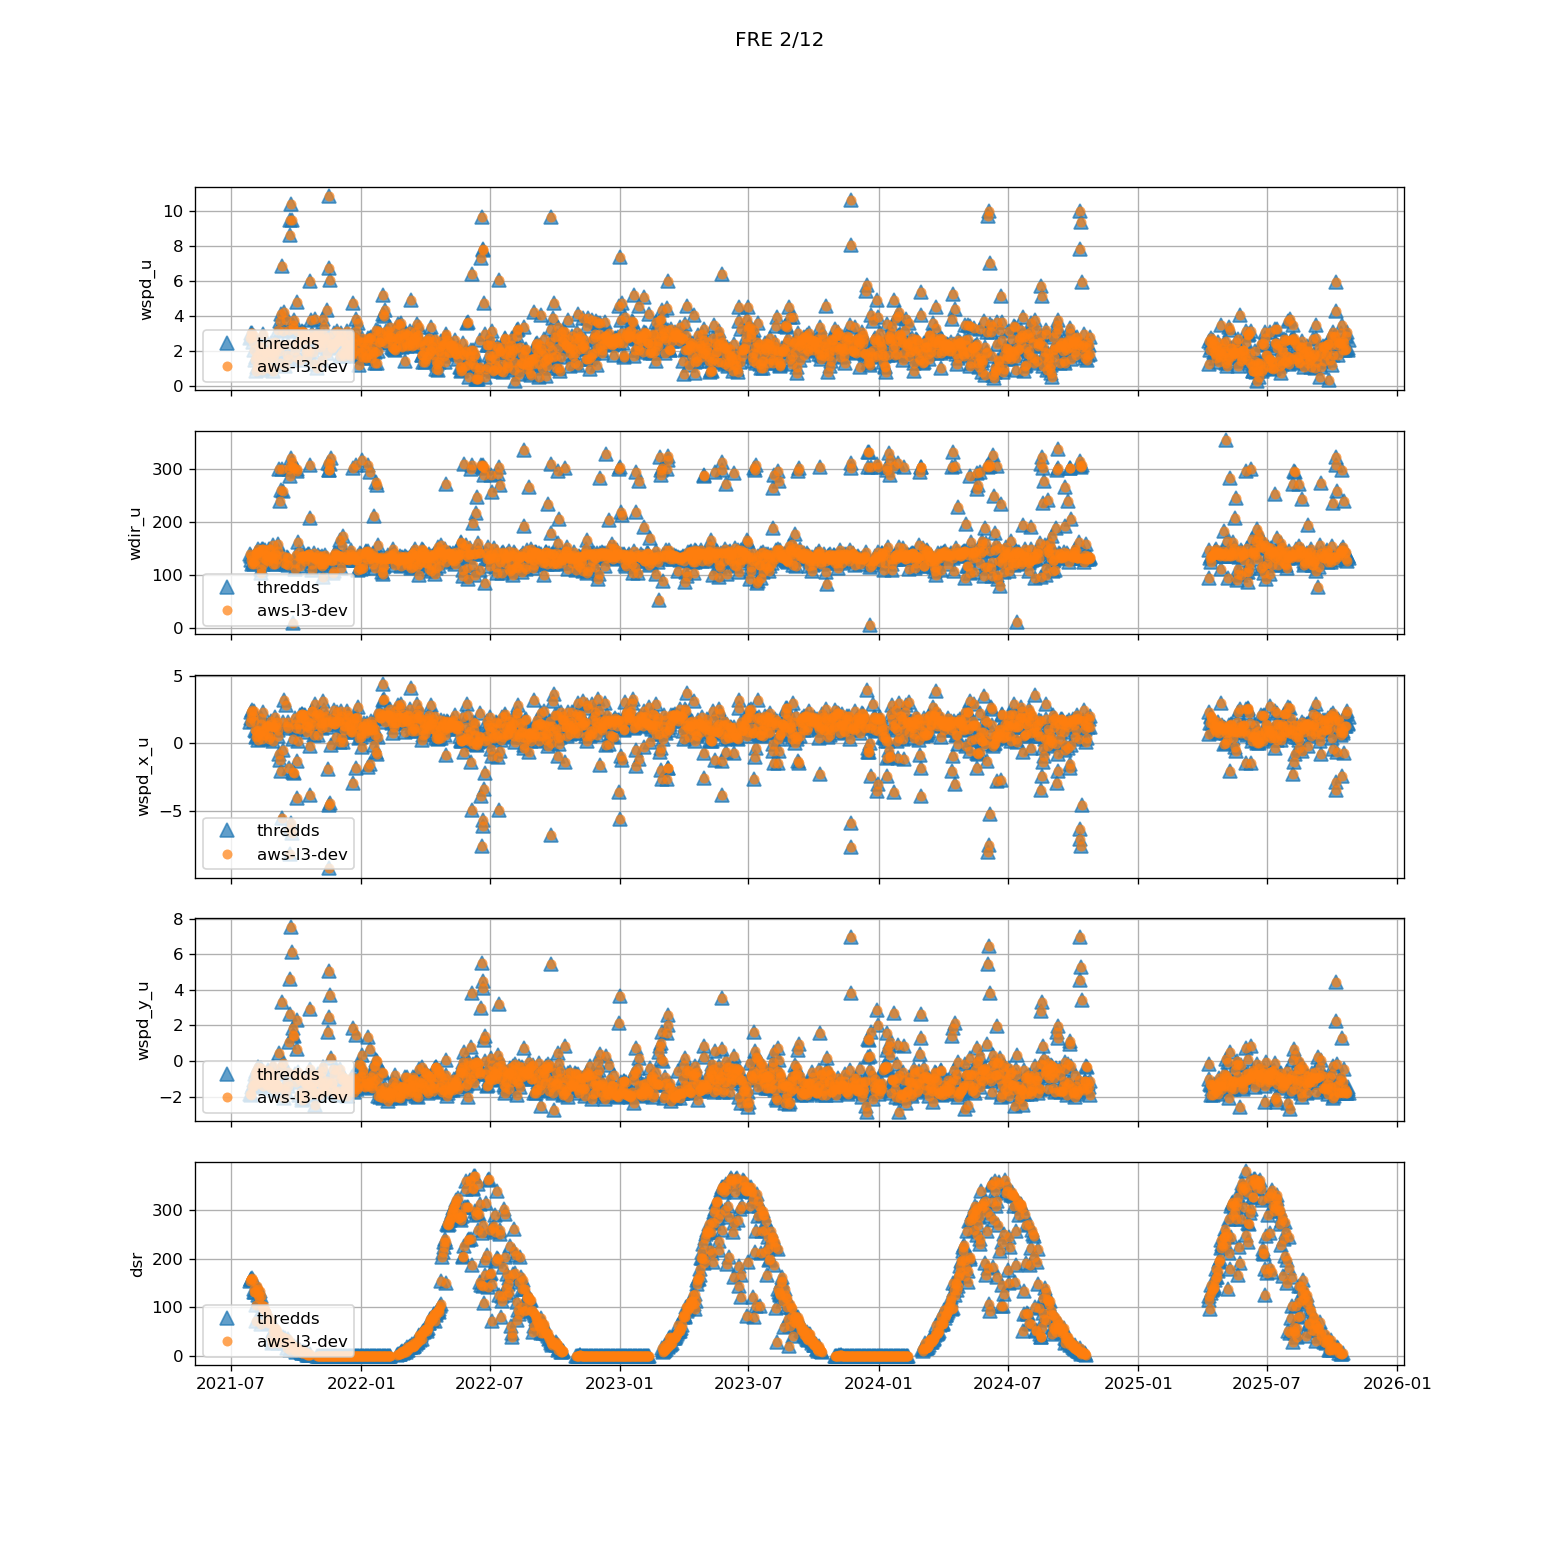 FRE 2/12
wspd_u
10
8
6
4
2
0
thredds
aws-l3-dev
wdir_u
300
200
100
0
thredds
aws-l3-dev
wspd_x_u
5
0
−5
thredds
aws-l3-dev
wspd_y_u
8
6
4
2
0
−2
thredds
aws-l3-dev
dsr
300
200
100
0
thredds
aws-l3-dev
2021-07 2022-01 2022-07 2023-01 2023-07 2024-01 2024-07 2025-01 2025-07 2026-01